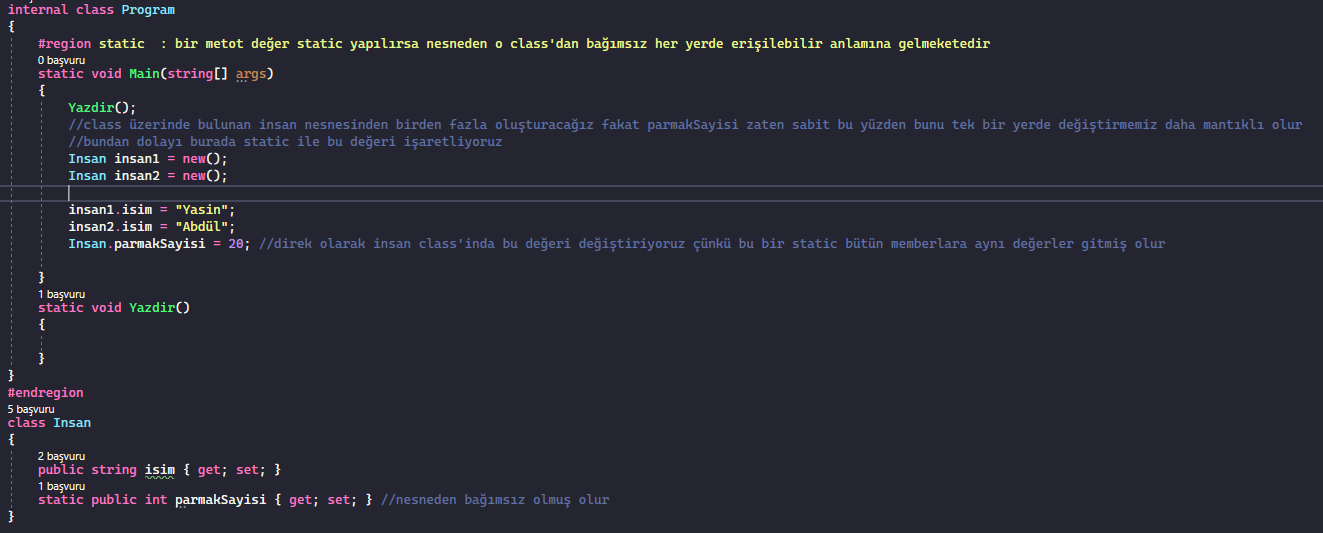 internal class Program
{
#region static : bir metot değer static yapılırsa nesneden o class'dan bağımsız her yerde erişilebilir anlamına gelmeketedir
0 başvuru
static void Main(string[] args)
{
Yazdir();
//class üzerinde bulunan insan nesnesinden birden fazla oluşturacağız fakat parmakSayisi zaten sabit bu yüzden bunu tek bir yerde değiştirmemiz daha mantıklı olur
//bundan dolayı burada static ile bu değeri işaretliyoruz
Insan insan1 = new();
Insan insan2 = new();
insan1.isim = "Yasin";
insan2.isim = "Abdül";
Insan.parmakSayisi = 20; //direk olarak insan class'inda bu değeri değiştiriyoruz çünkü bu bir static bütün memberlara aynı değerler gitmiş olur
}
1 başvuru
static void Yazdir()
{
}
}
#endregion
5 başvuru
class Insan
{
2 başvuru
public string isim { get; set; }
1 başvuru
static public int parmakSayisi { get; set; } //nesneden bağımsız olmuş olur
}